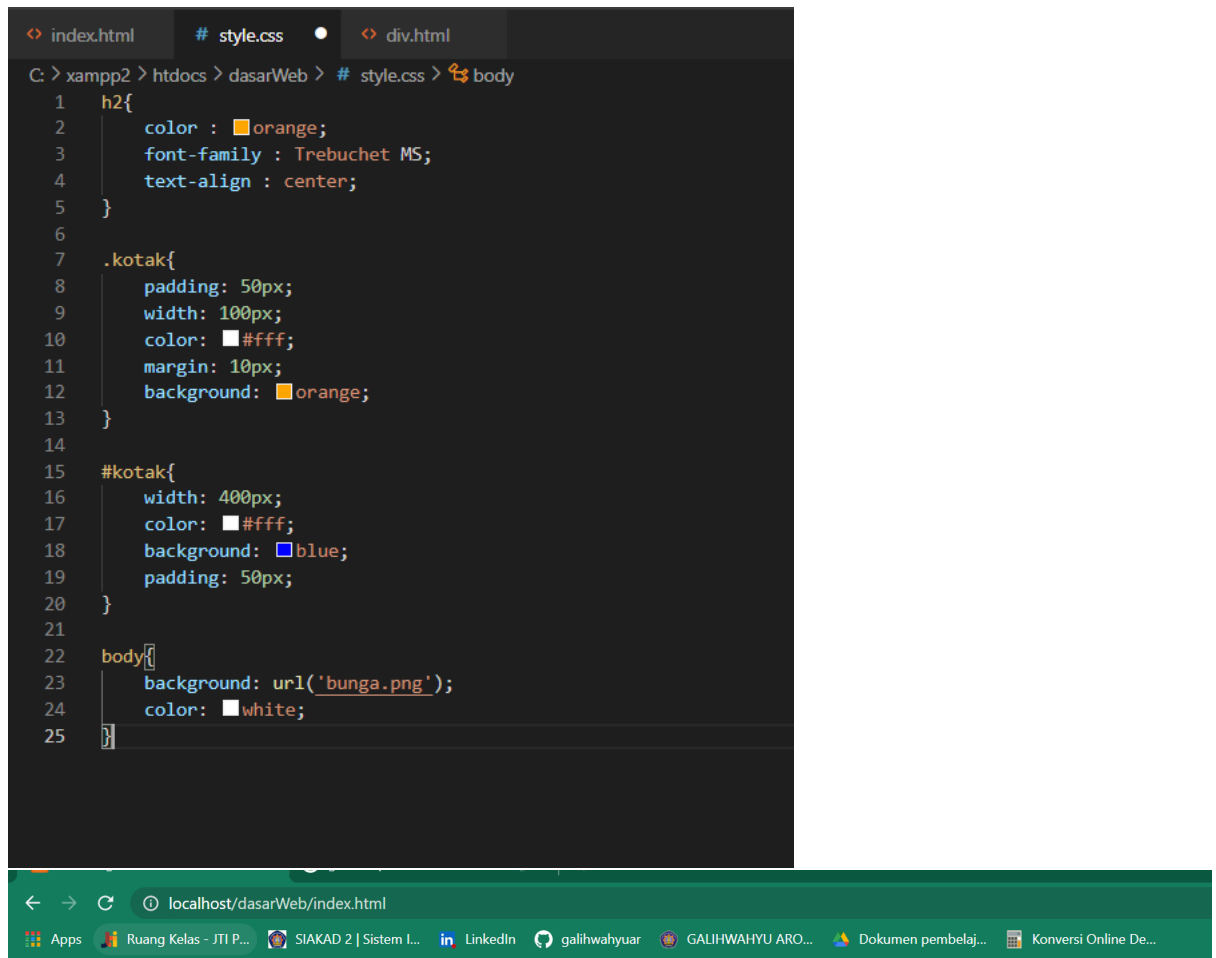 index.html style.css div.html
C: > xampp2 > htdocs > dasarWeb > # style.css > body
1 h2{
2 color : orange;
3 font-family : Trebuchet MS;
4 text-align : center;
5 }
6
7 .kotak{
8 padding: 50px;
9 width: 100px;
10 color: #fff;
11 margin: 10px;
12 background: orange;
13 }
14
15 #kotak{
16 width: 400px;
17 color: #fff;
18 background: blue;
19 padding: 50px;
20 }
21
22 body{
23 background: url('bunga.png');
24 color: white;
25 }
localhost/dasarWeb/index.html
Apps Ruang Kelas - JTI P... SIAKAD 2 | Sistem I... LinkedIn galihwahyuar GALIHWAHYU ARO... Dokumen pembelaj... Konversi Online De...